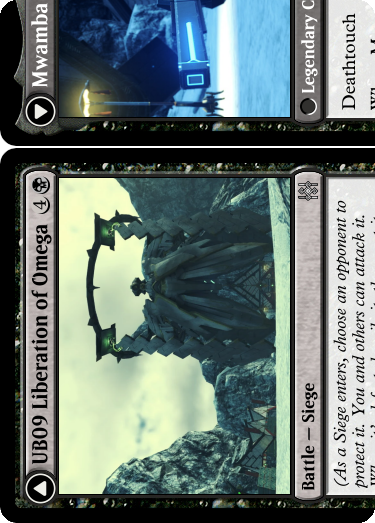 Mwamba
Legendary C
Deathtouch
UB09 Liberation of Omega 4
Battle – Siege
(As a Siege enters, choose an opponent to
protect it. You and others can attack it.